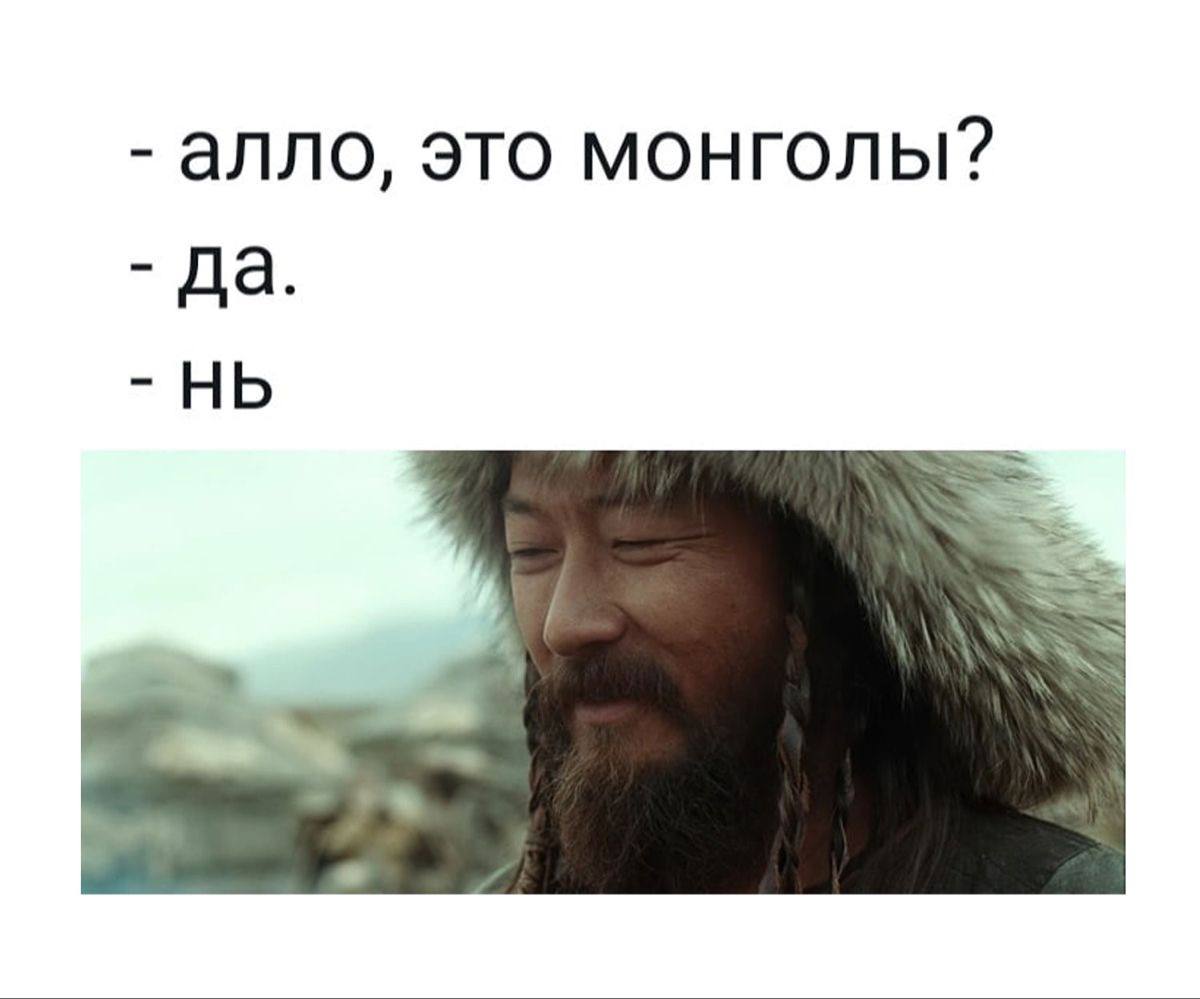 - алло, это монголы?
- да.
- нь